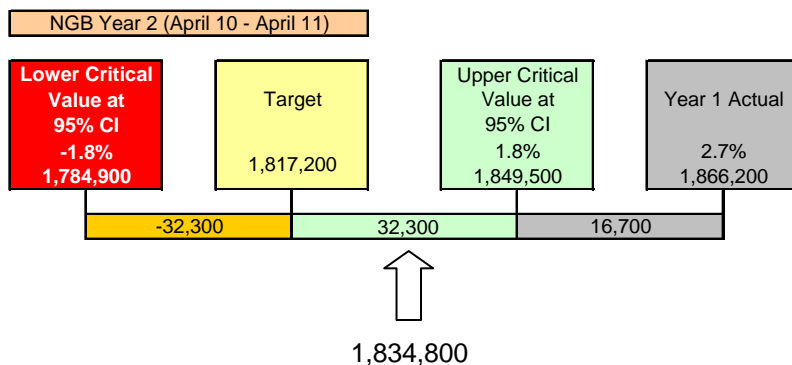 NGB Year 2 (April 10 - April 11)
Lower Critical
Value at
95% CI
-1.8%
1,784,900
Target
1,817,200
Upper Critical
Value at
95% CI
1.8%
1,849,500
Year 1 Actual
2.7%
1,866,200
-32,300
32,300
16,700
1,834,800